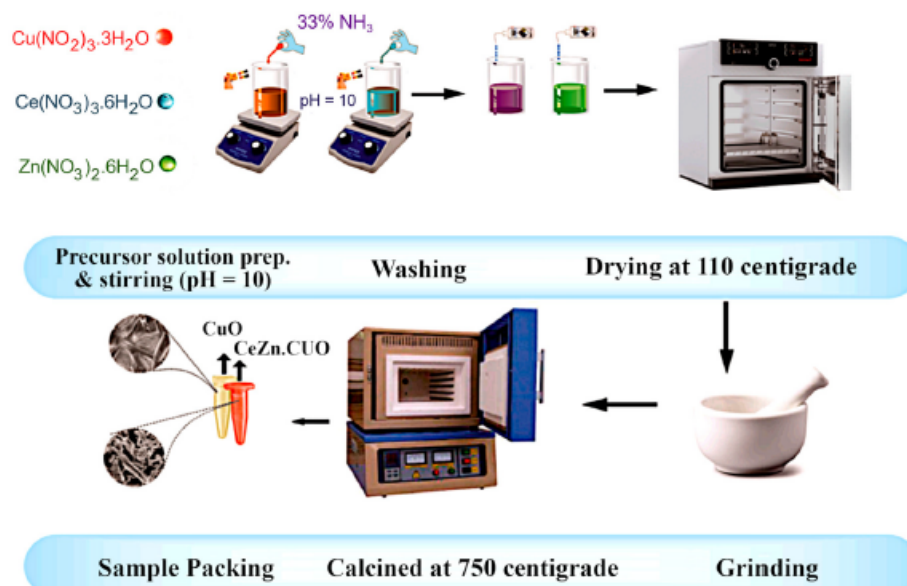 33% NH₃
Cu(NO₂)₃.3H₂O
Ce(NO₃)₃.6H₂O
pH = 10
Zn(NO₃)₂.6H₂O
Precursor solution prep.
& stirring (pH = 10)
Washing
Drying at 110 centigrade
CuO
CeZn.CUO
Sample Packing
Calcined at 750 centigrade
Grinding